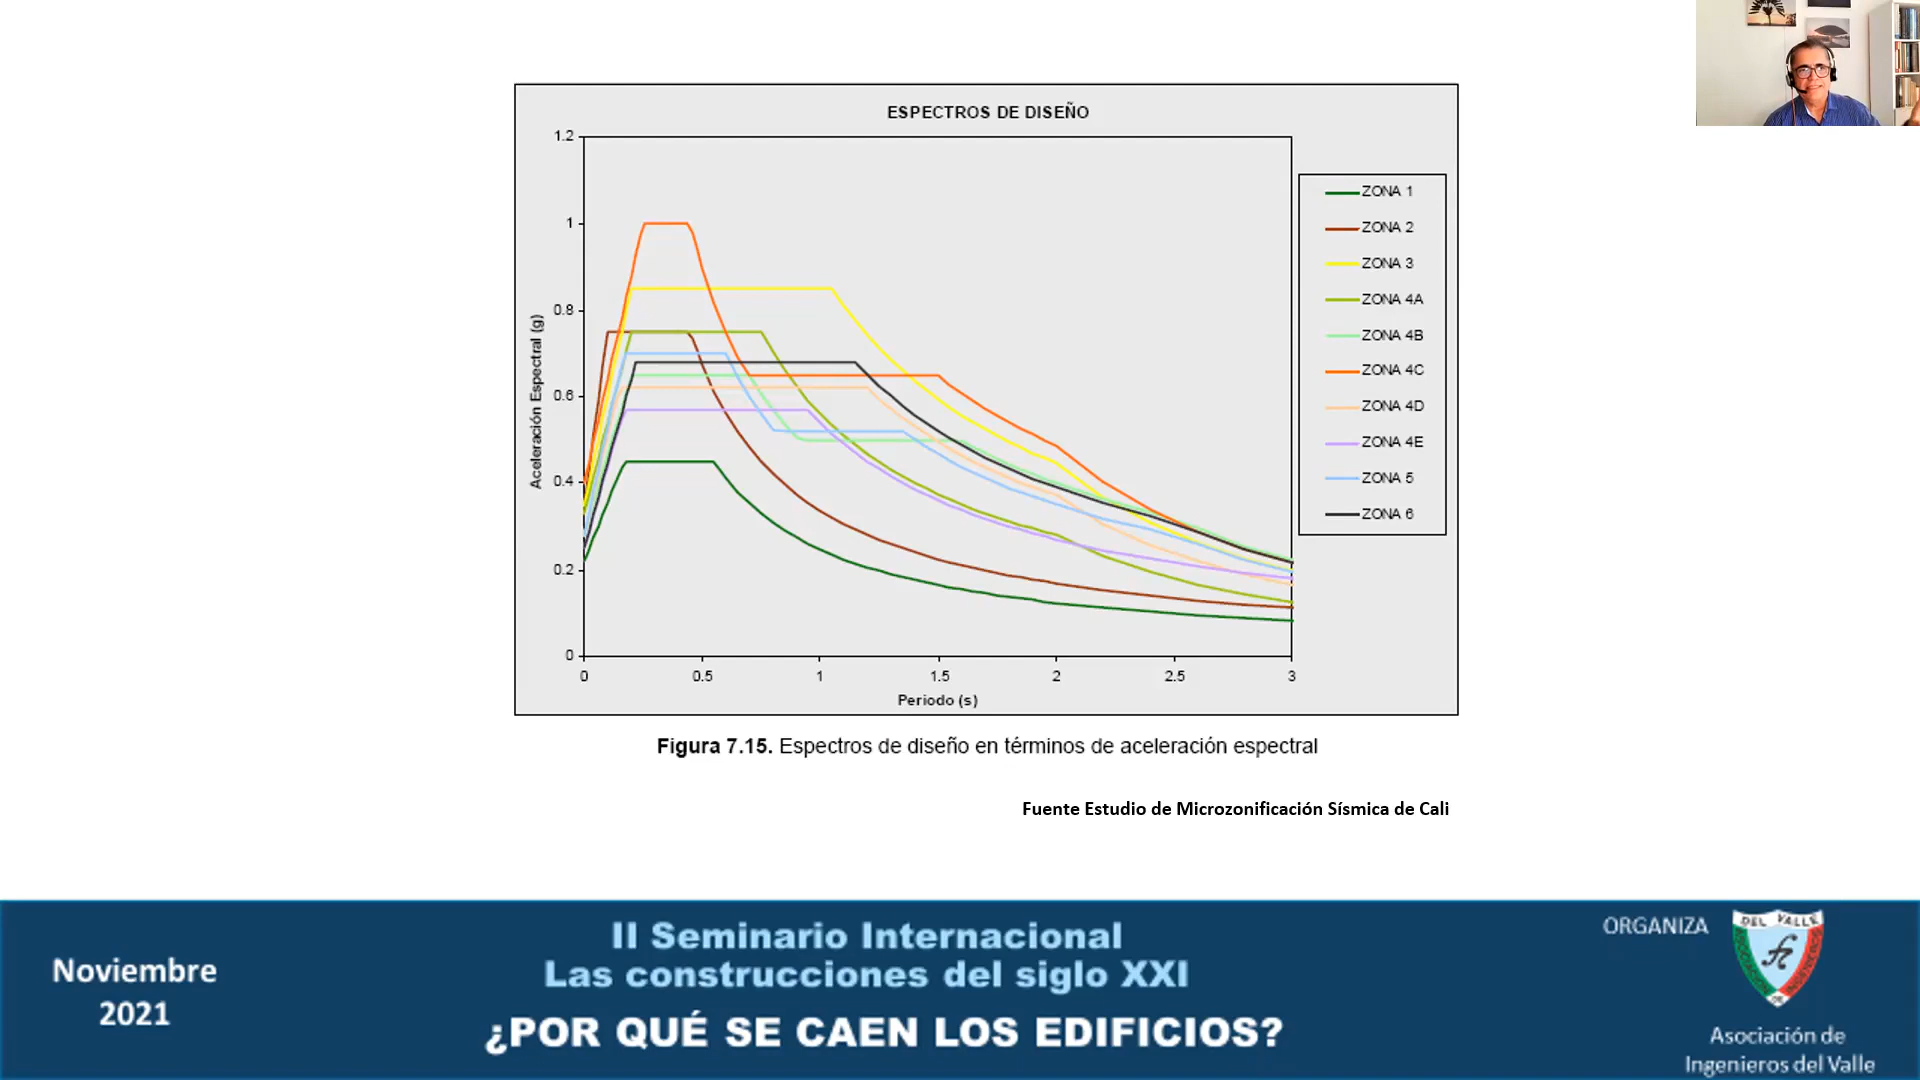 ESPECTROS DE DISEÑO
1.2
1
0.8
0.6
0.4
0.2
0
Aceleración Espectral (g)
0 0.5 1 1.5 2 2.5 3
Periodo (s)
ZONA 1
ZONA 2
ZONA 3
ZONA 4A
ZONA 4B
ZONA 4C
ZONA 4D
ZONA 4E
ZONA 5
ZONA 6
Figura 7.15. Espectros de diseño en términos de aceleración espectral
Fuente Estudio de Microzonificación Sísmica de Cali
Noviembre
2021
II Seminario Internacional
Las construcciones del siglo XXI
¿POR QUÉ SE CAEN LOS EDIFICIOS?
ORGANIZA
DEL VALLE
Asociación de
Ingenieros del Valle